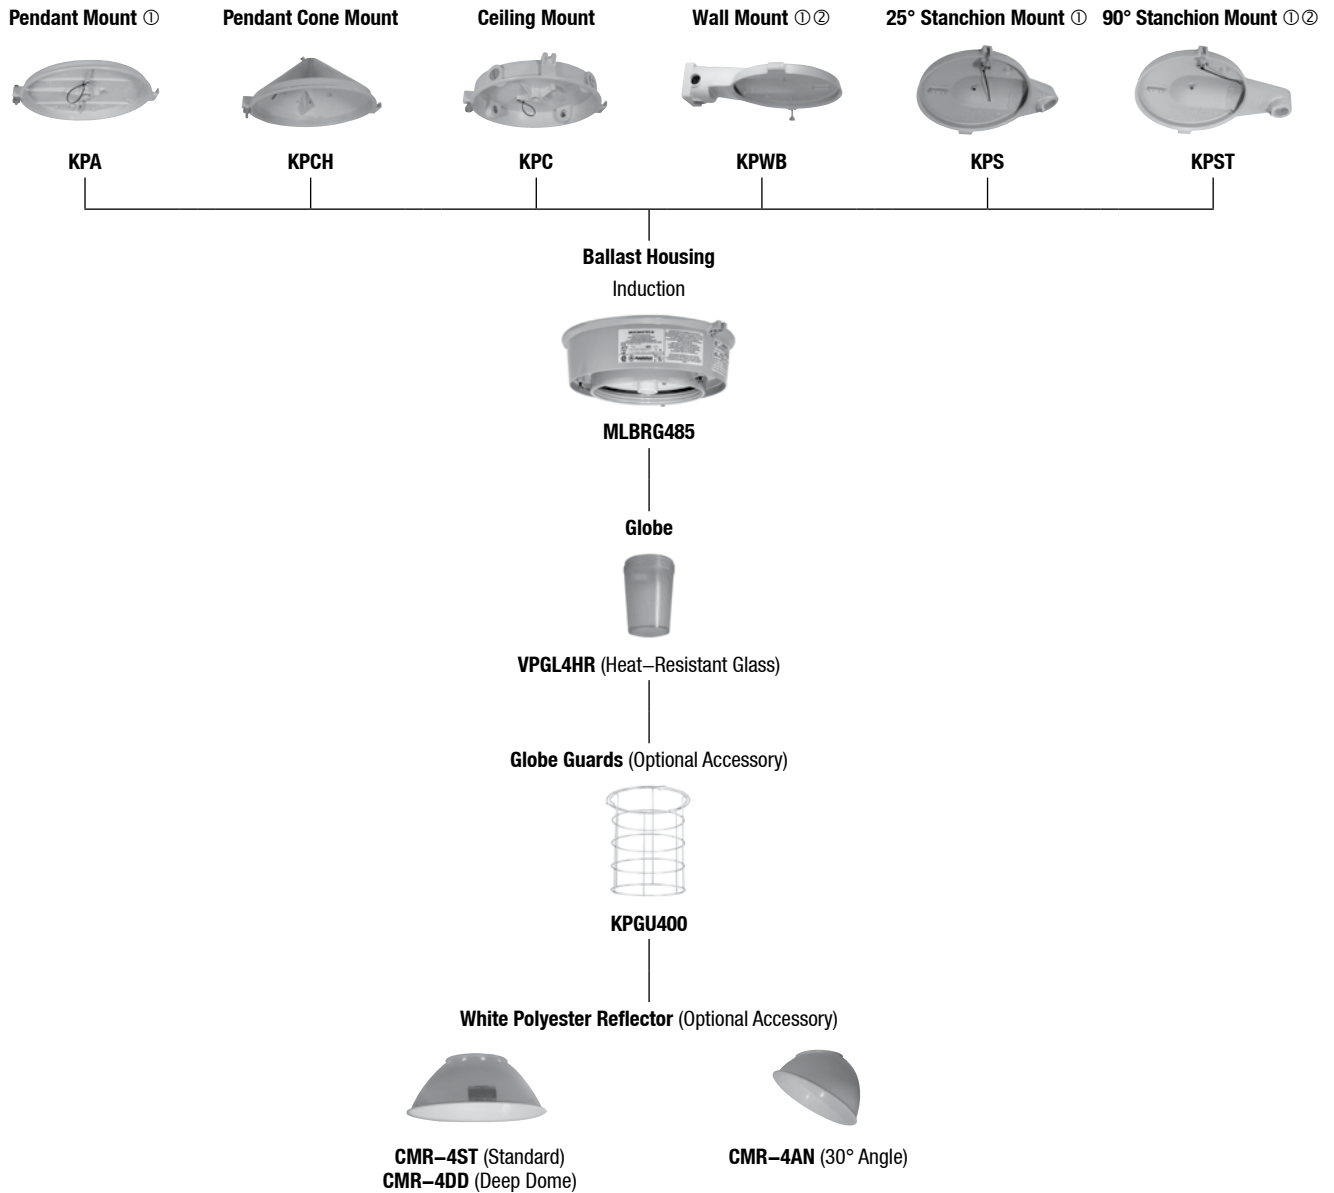 Pendant Mount ①
Pendant Cone Mount
Ceiling Mount
Wall Mount ①②
25° Stanchion Mount ①
90° Stanchion Mount ①②
KPA
KPCH
KPC
KPWB
KPS
KPST
Ballast Housing
Induction
MLBRG485
Globe
VPGL4HR (Heat–Resistant Glass)
Globe Guards (Optional Accessory)
KPGU400
White Polyester Reflector (Optional Accessory)
CMR–4ST (Standard)
CMR–4DD (Deep Dome)
CMR–4AN (30° Angle)